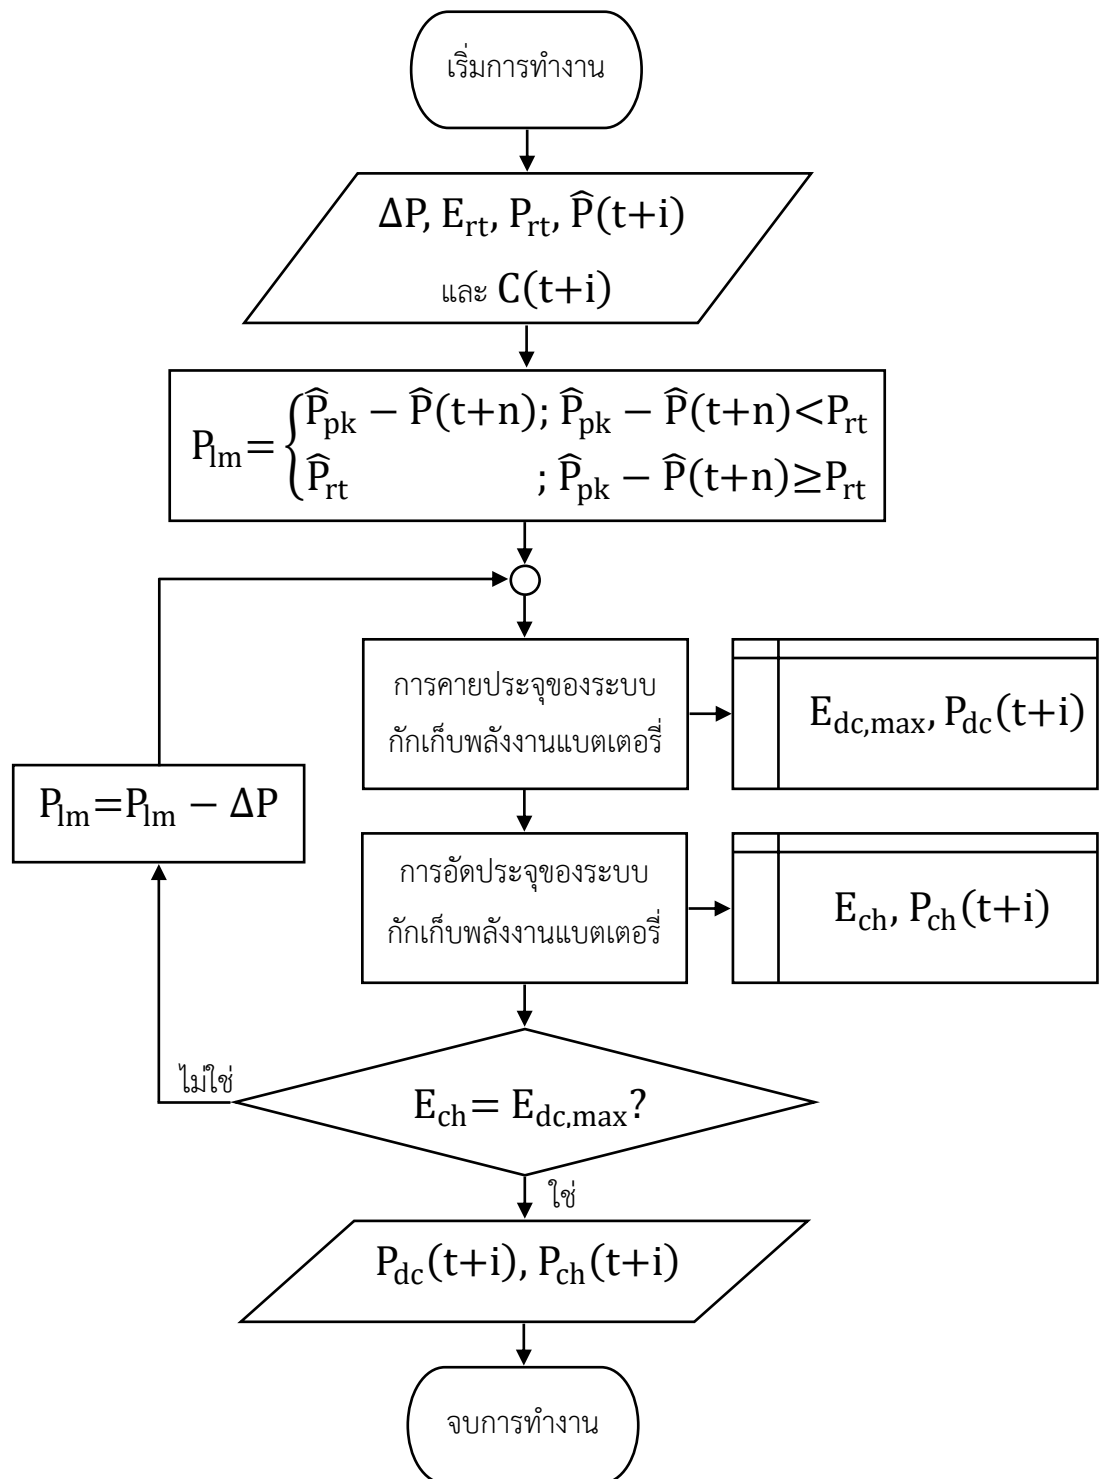 เริ่มการทำงาน
ΔP, E_rt, P_rt, P̂(t+i)
และ C(t+i)
P_lm = { P̂_pk − P̂(t+n); P̂_pk − P̂(t+n)<P_rt
P̂_rt ; P̂_pk − P̂(t+n)≥P_rt
การคายประจุของระบบ
กักเก็บพลังงานแบตเตอรี่
E_dc,max, P_dc(t+i)
P_lm=P_lm − ΔP
การอัดประจุของระบบ
กักเก็บพลังงานแบตเตอรี่
E_ch, P_ch(t+i)
ไม่ใช่
E_ch= E_dc,max?
ใช่
P_dc(t+i), P_ch(t+i)
จบการทำงาน